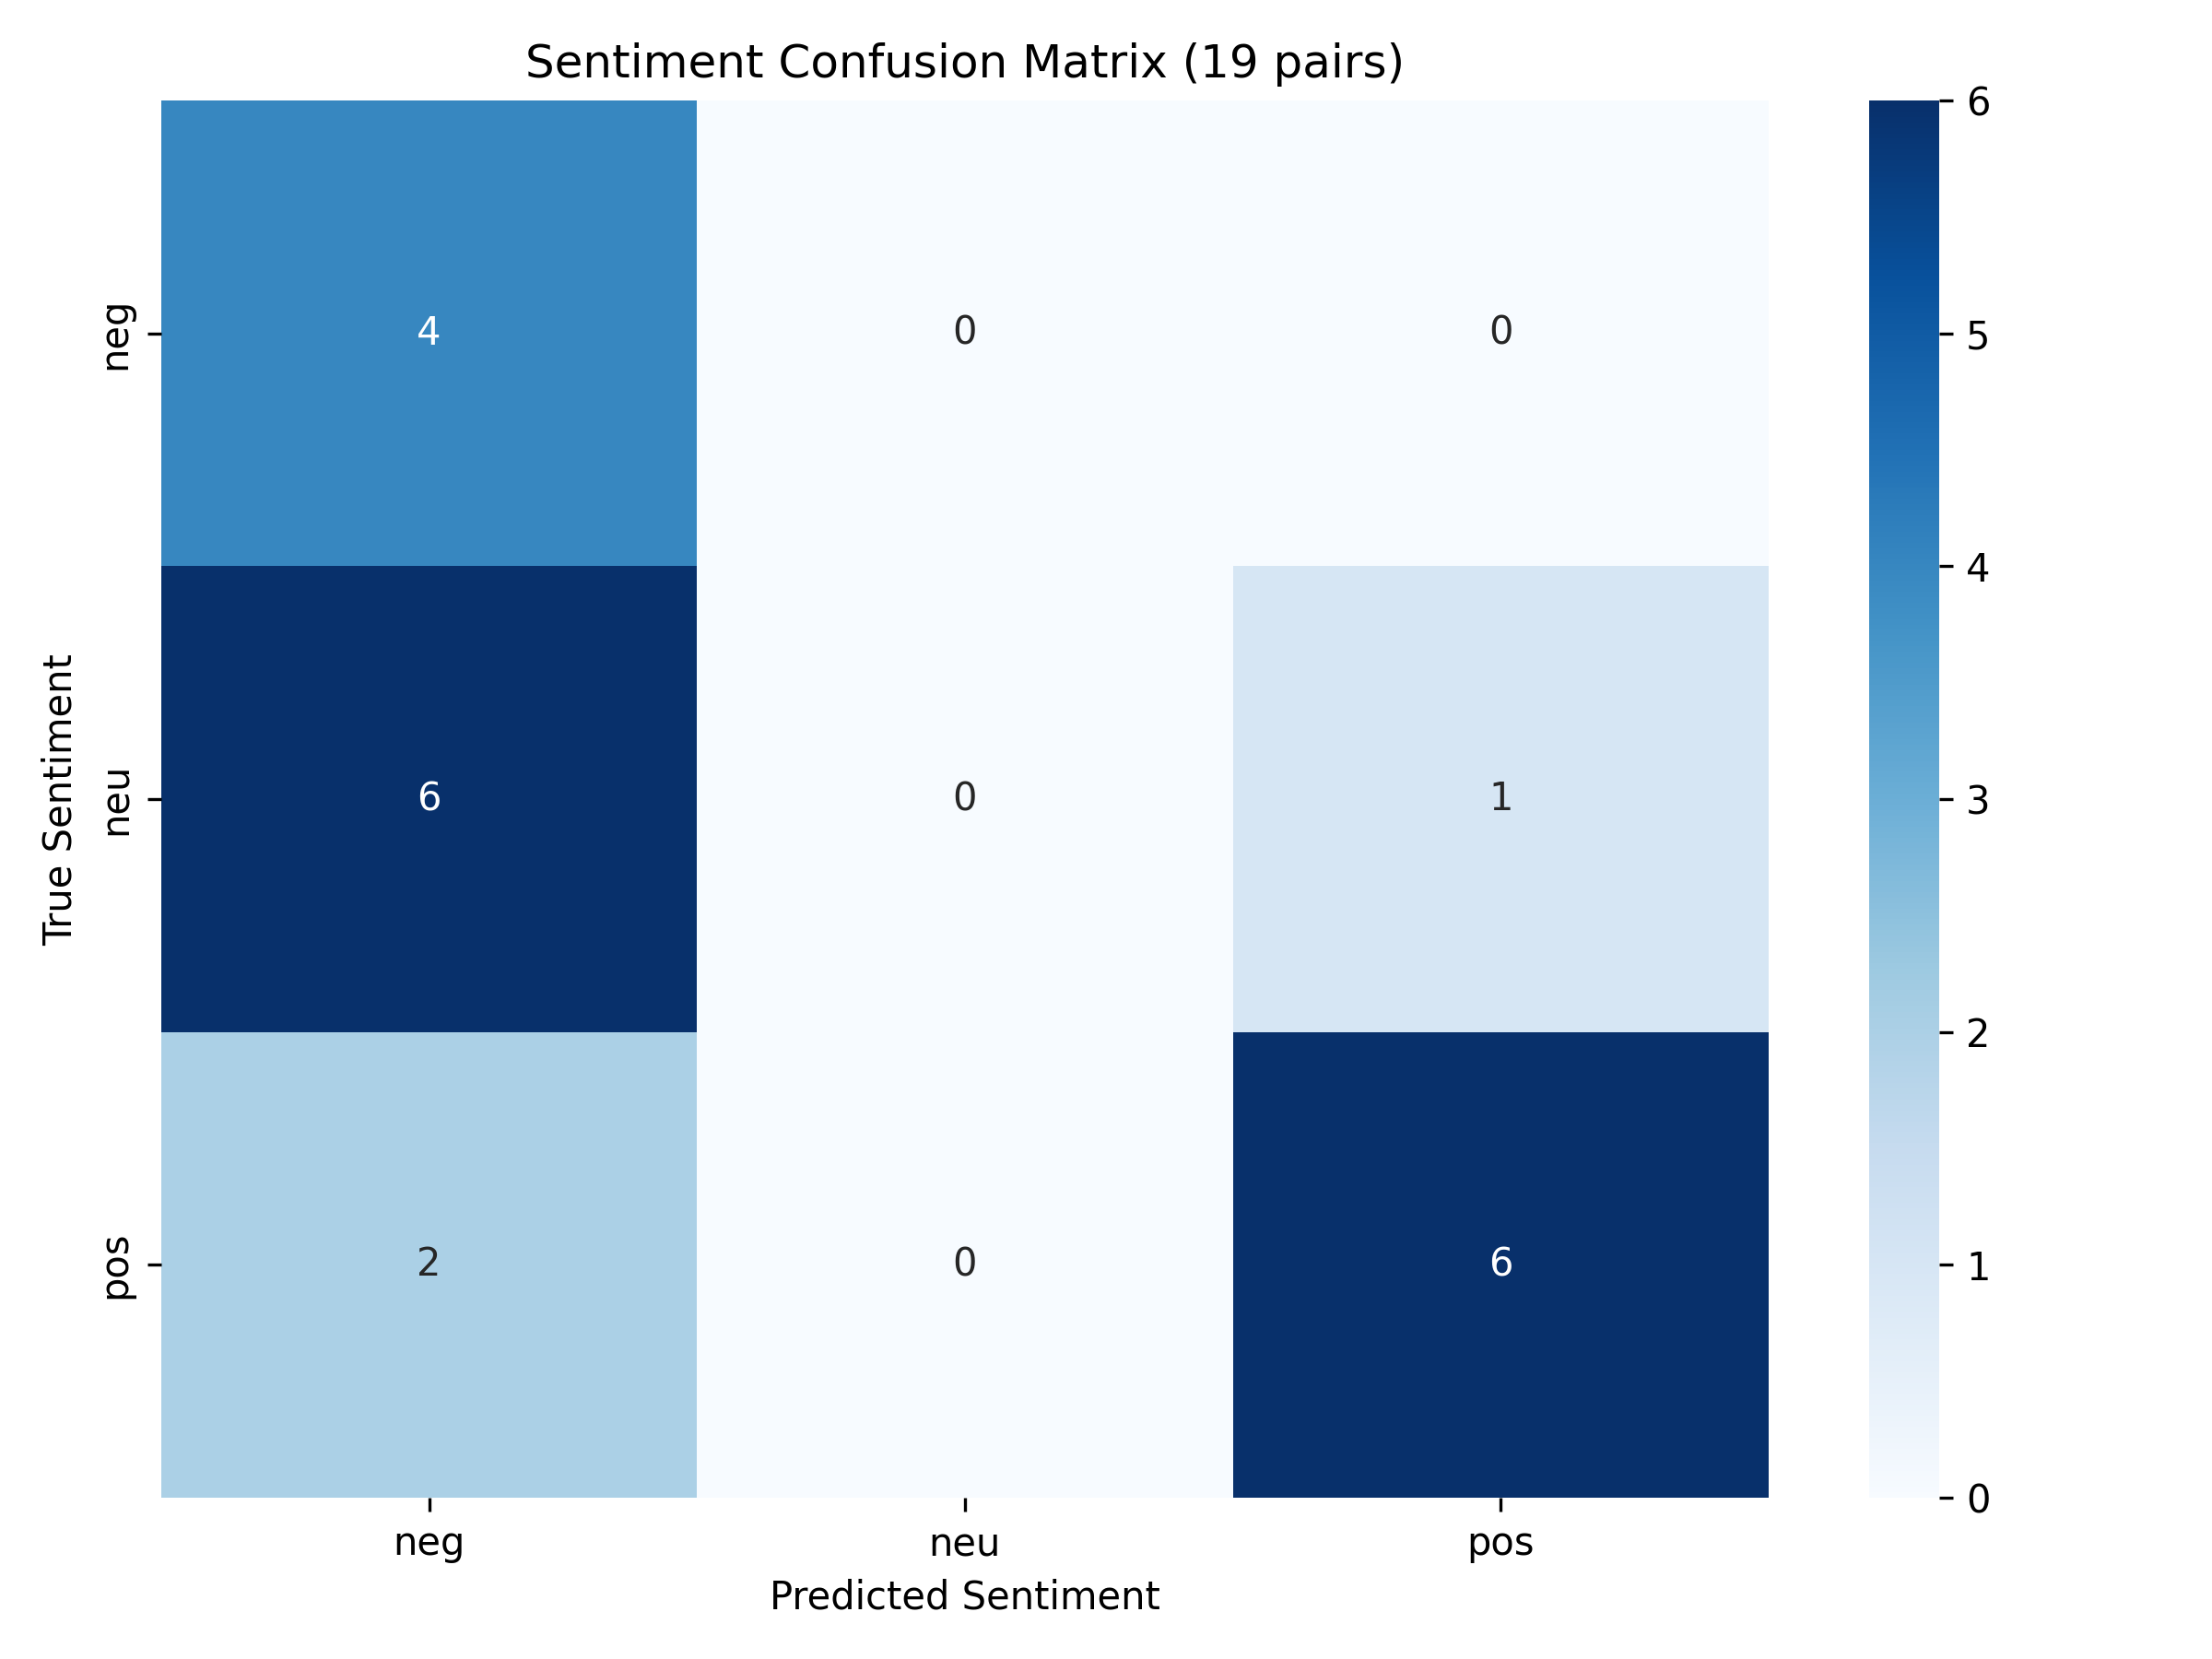 Sentiment Confusion Matrix (19 pairs)
True Sentiment
neg
4
0
0
neu
6
0
1
pos
2
0
6
neg
neu
pos
Predicted Sentiment
6
5
4
3
2
1
0